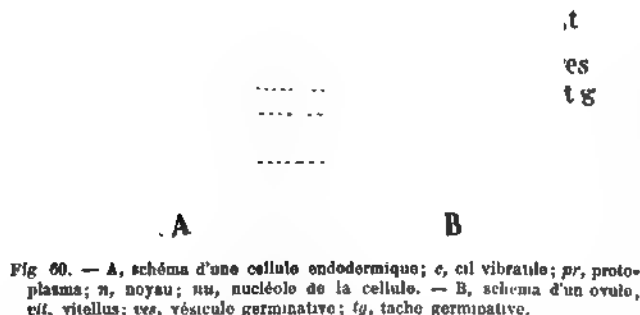 t
es
t g
A B
Fig 60. — A, schéma d'une cellule endodermique; c, cil vibratile; pr, proto-
plasma; n, noyau; nu, nucléole de la cellule. — B, schema d'un ovule,
vit, vitellus; ves, vésicule germinative; tg, tache germinative.